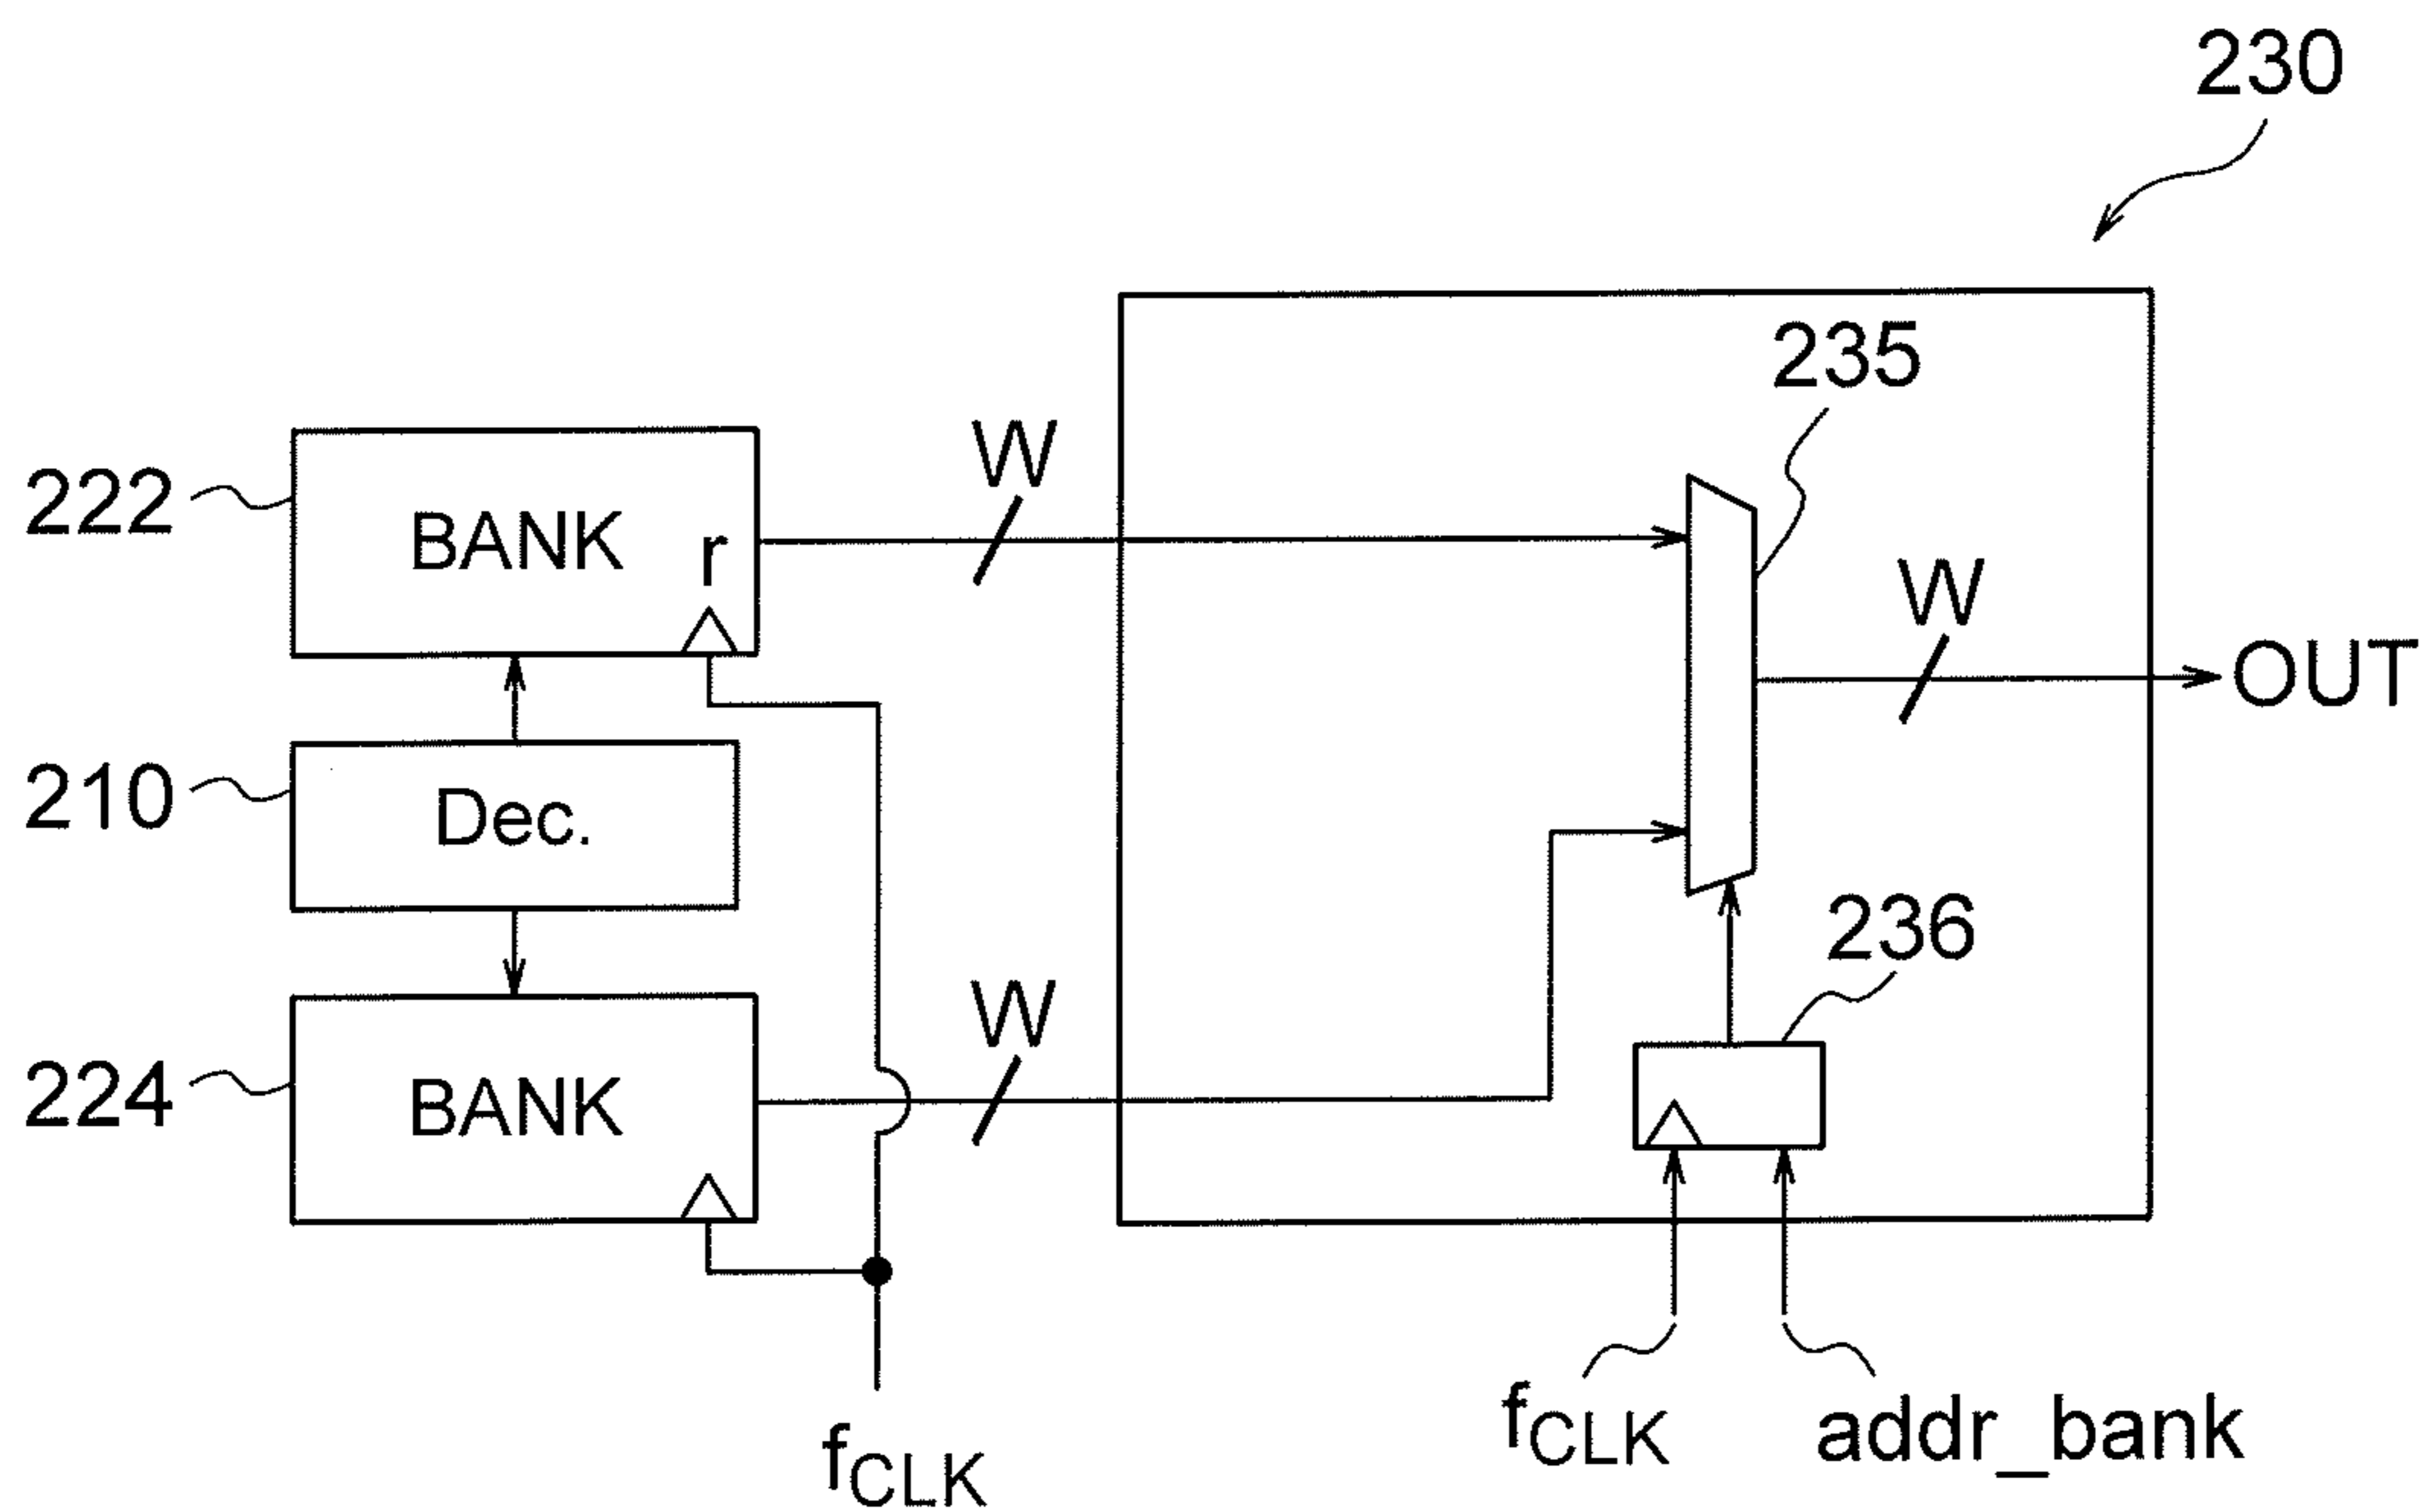 230
235
222
BANK
r
W
W
OUT
210
Dec.
236
224
BANK
W
fCLK
fCLK
addr_bank